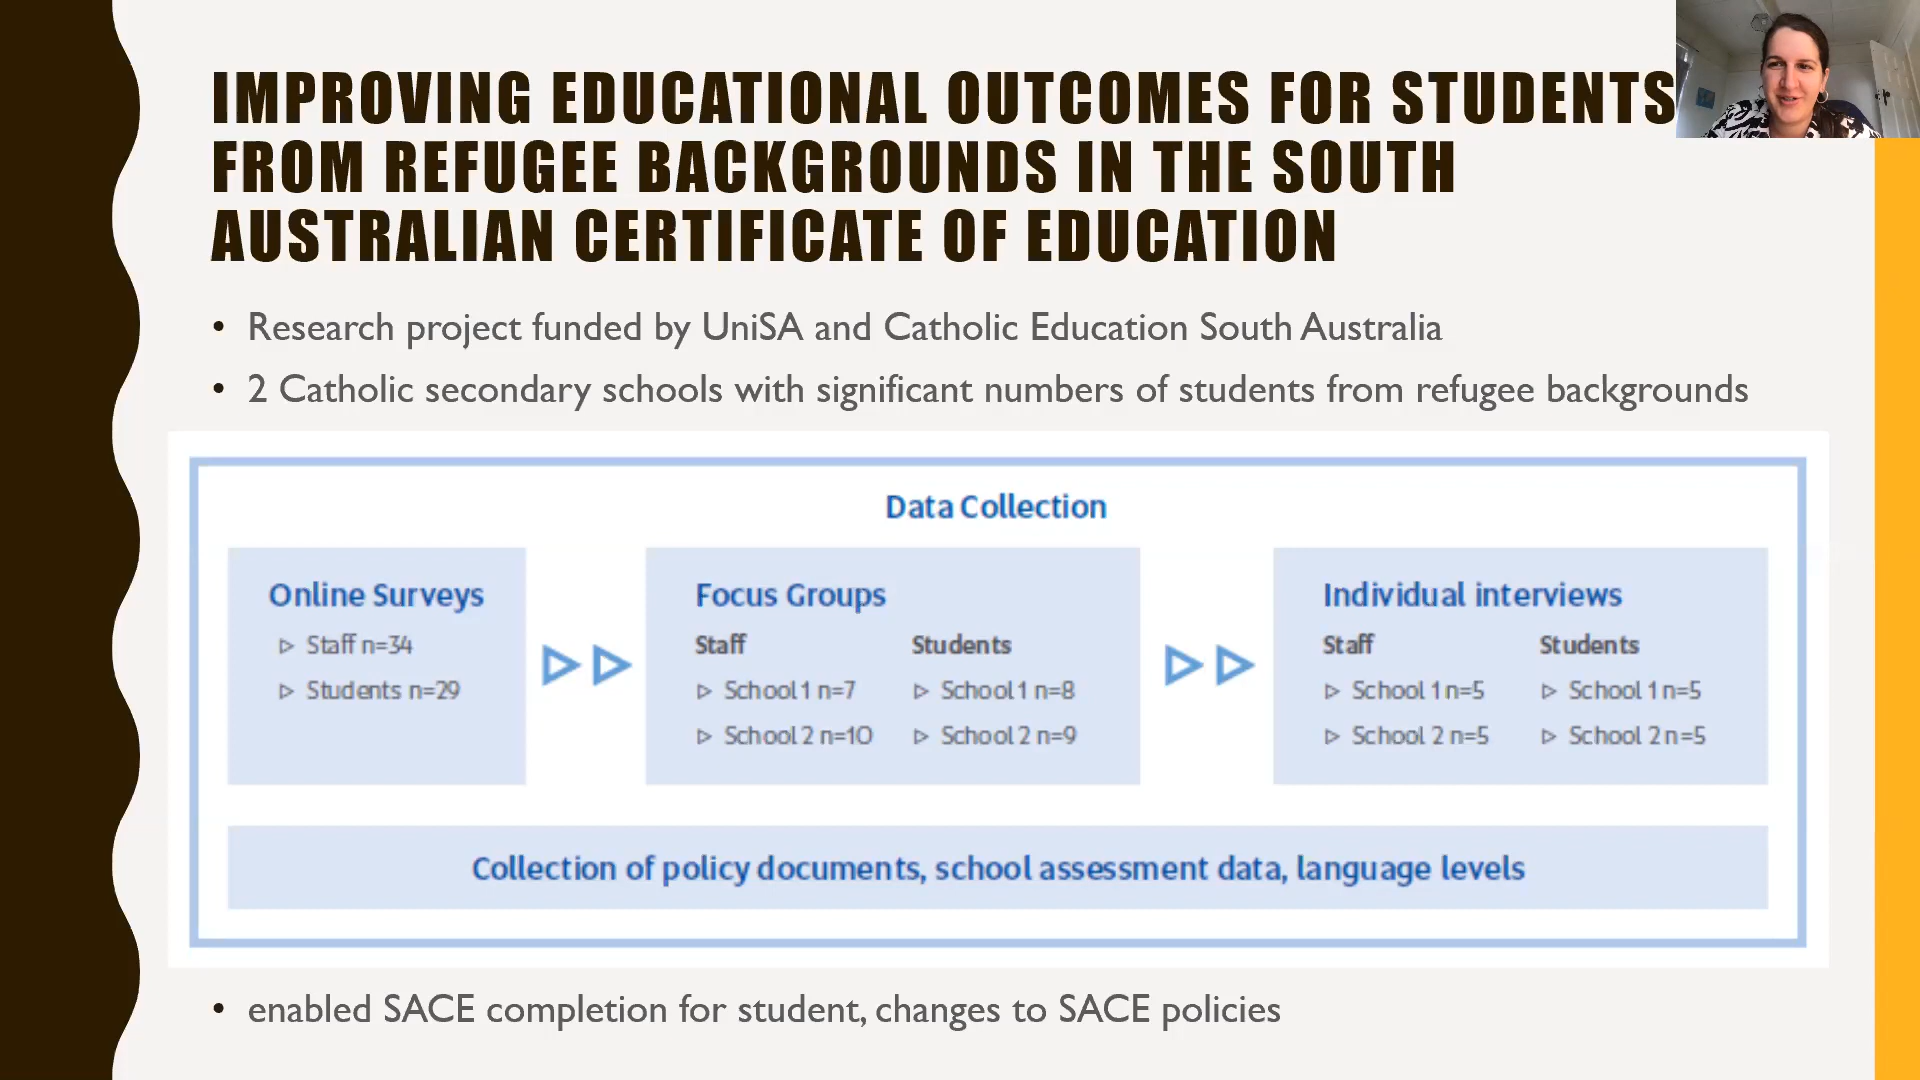 IMPROVING EDUCATIONAL OUTCOMES FOR STUDENTS
FROM REFUGEE BACKGROUNDS IN THE SOUTH
AUSTRALIAN CERTIFICATE OF EDUCATION
• Research project funded by UniSA and Catholic Education South Australia
• 2 Catholic secondary schools with significant numbers of students from refugee backgrounds
Data Collection
Online Surveys
Staff n=34
Students n=29
Focus Groups
Staff
School 1 n=7
School 2 n=10
Students
School 1 n=8
School 2 n=9
Individual interviews
Staff
School 1 n=5
School 2 n=5
Students
School 1 n=5
School 2 n=5
Collection of policy documents, school assessment data, language levels
• enabled SACE completion for student, changes to SACE policies